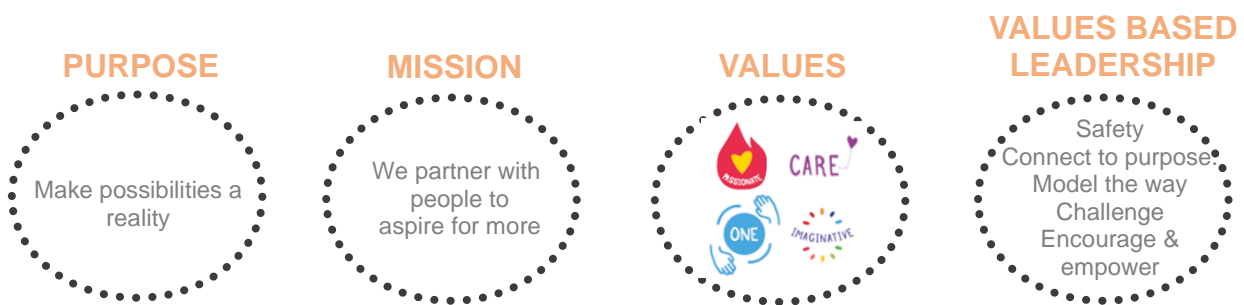 PURPOSE
Make possibilities a
reality
MISSION
We partner with
people to
aspire for more
VALUES
PASSIONATE
CARE
ONE
IMAGINATIVE
VALUES BASED
LEADERSHIP
Safety
Connect to purpose.
Model the way
Challenge
Encourage &
empower